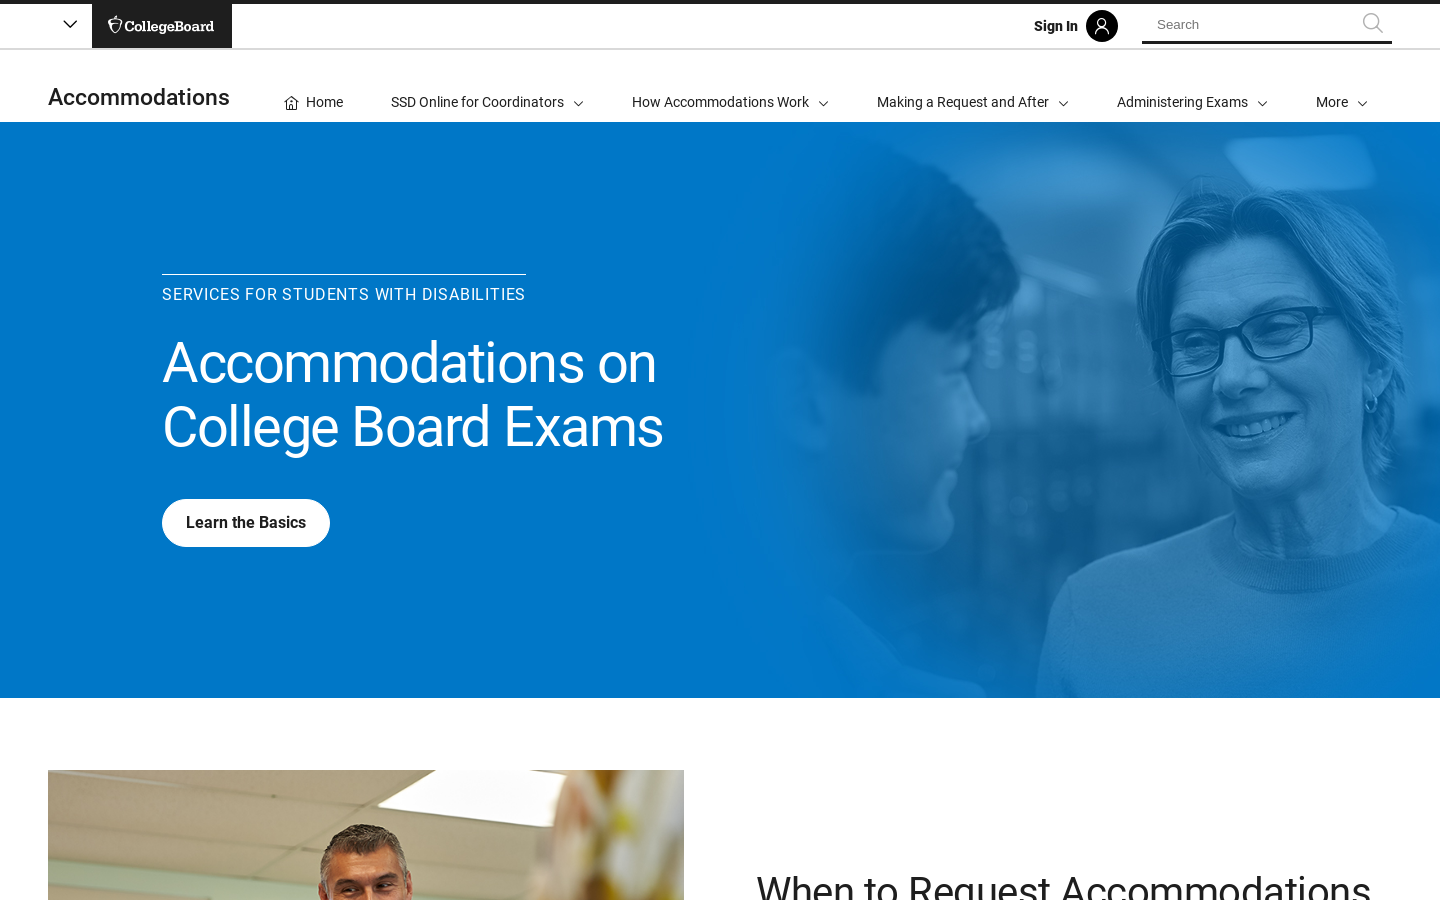 CollegeBoard
Sign In
Search
Accommodations
Home
SSD Online for Coordinators
How Accommodations Work
Making a Request and After
Administering Exams
More
SERVICES FOR STUDENTS WITH DISABILITIES
Accommodations on
College Board Exams
Learn the Basics
When to Request Accommodations